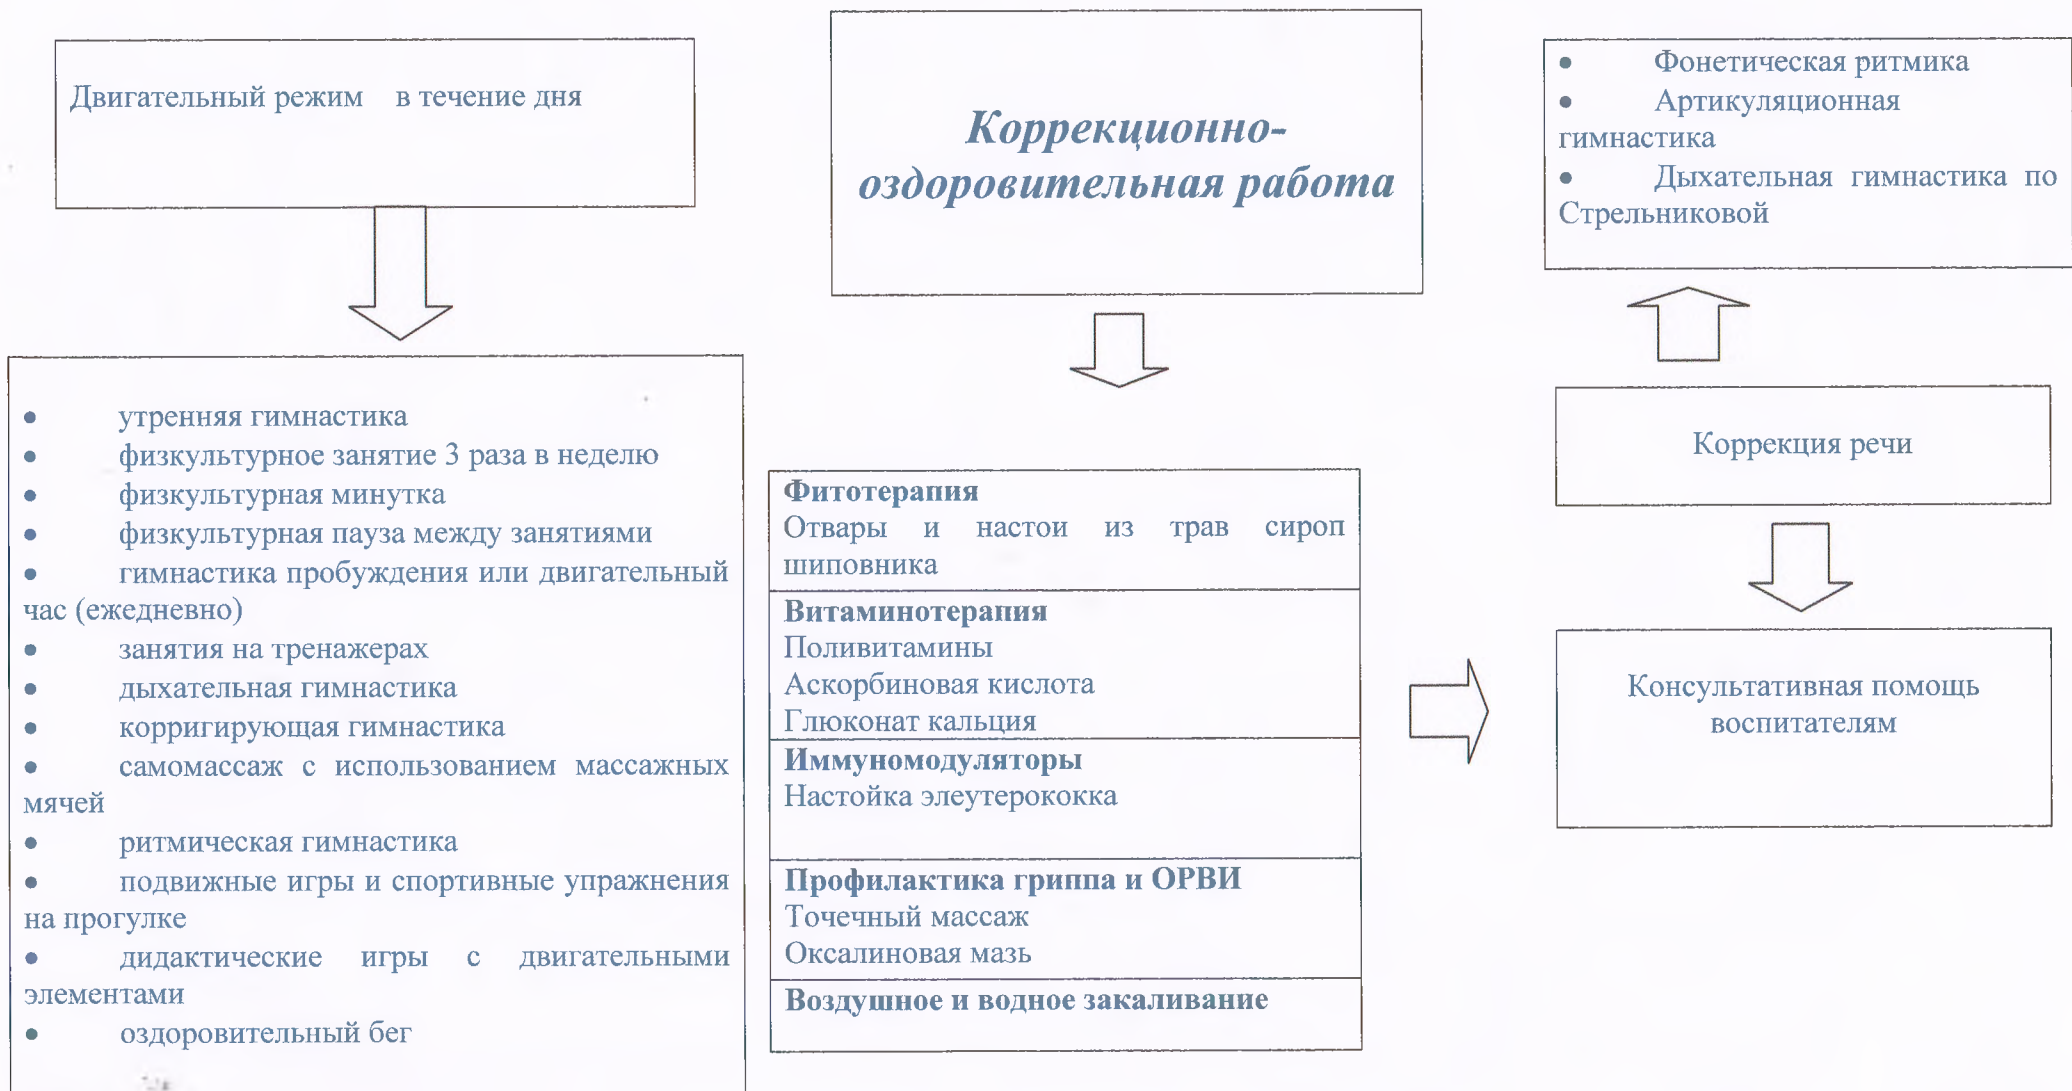 Двигательный режим в течение дня
Коррекционно-
оздоровительная работа
• Фонетическая ритмика
• Артикуляционная
гимнастика
• Дыхательная гимнастика по
Стрельниковой
• утренняя гимнастика
• физкультурное занятие 3 раза в неделю
• физкультурная минутка
• физкультурная пауза между занятиями
• гимнастика пробуждения или двигательный
час (ежедневно)
• занятия на тренажерах
• дыхательная гимнастика
• корригирующая гимнастика
• самомассаж с использованием массажных
мячей
• ритмическая гимнастика
• подвижные игры и спортивные упражнения
на прогулке
• дидактические игры с двигательными
элементами
• оздоровительный бег
Фитотерапия
Отвары и настои из трав сироп
шиповника
Витаминотерапия
Поливитамины
Аскорбиновая кислота
Глюконат кальция
Иммуномодуляторы
Настойка элеутерококка
Профилактика гриппа и ОРВИ
Точечный массаж
Оксалиновая мазь
Воздушное и водное закаливание
Коррекция речи
Консультативная помощь
воспитателям